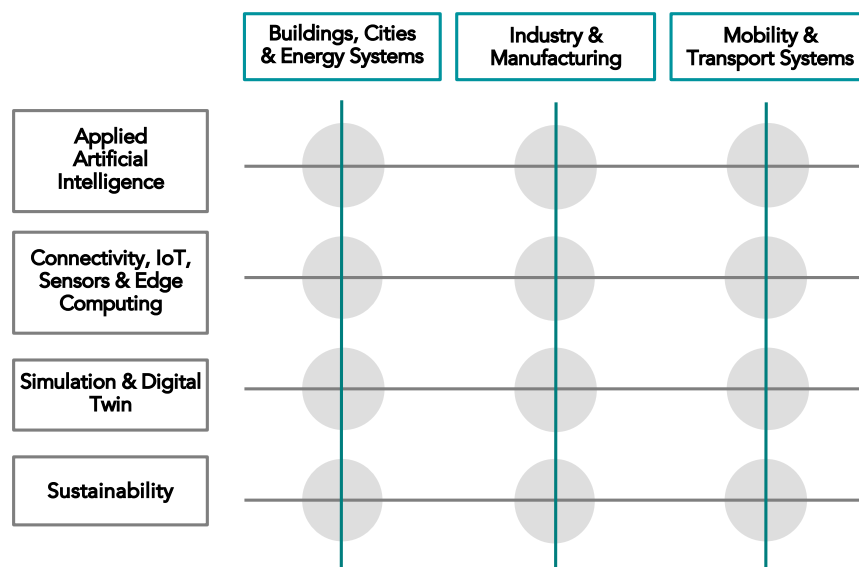 Buildings, Cities
& Energy Systems
Industry &
Manufacturing
Mobility &
Transport Systems
Applied
Artificial
Intelligence
Connectivity, IoT,
Sensors & Edge
Computing
Simulation & Digital
Twin
Sustainability